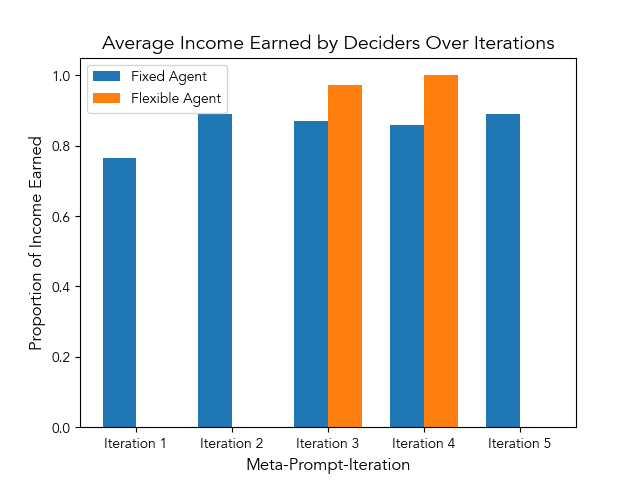 Average Income Earned by Deciders Over Iterations
Fixed Agent
Flexible Agent
Proportion of Income Earned
1.0
0.8
0.6
0.4
0.2
0.0
Iteration 1
Iteration 2
Iteration 3
Iteration 4
Iteration 5
Meta-Prompt-Iteration